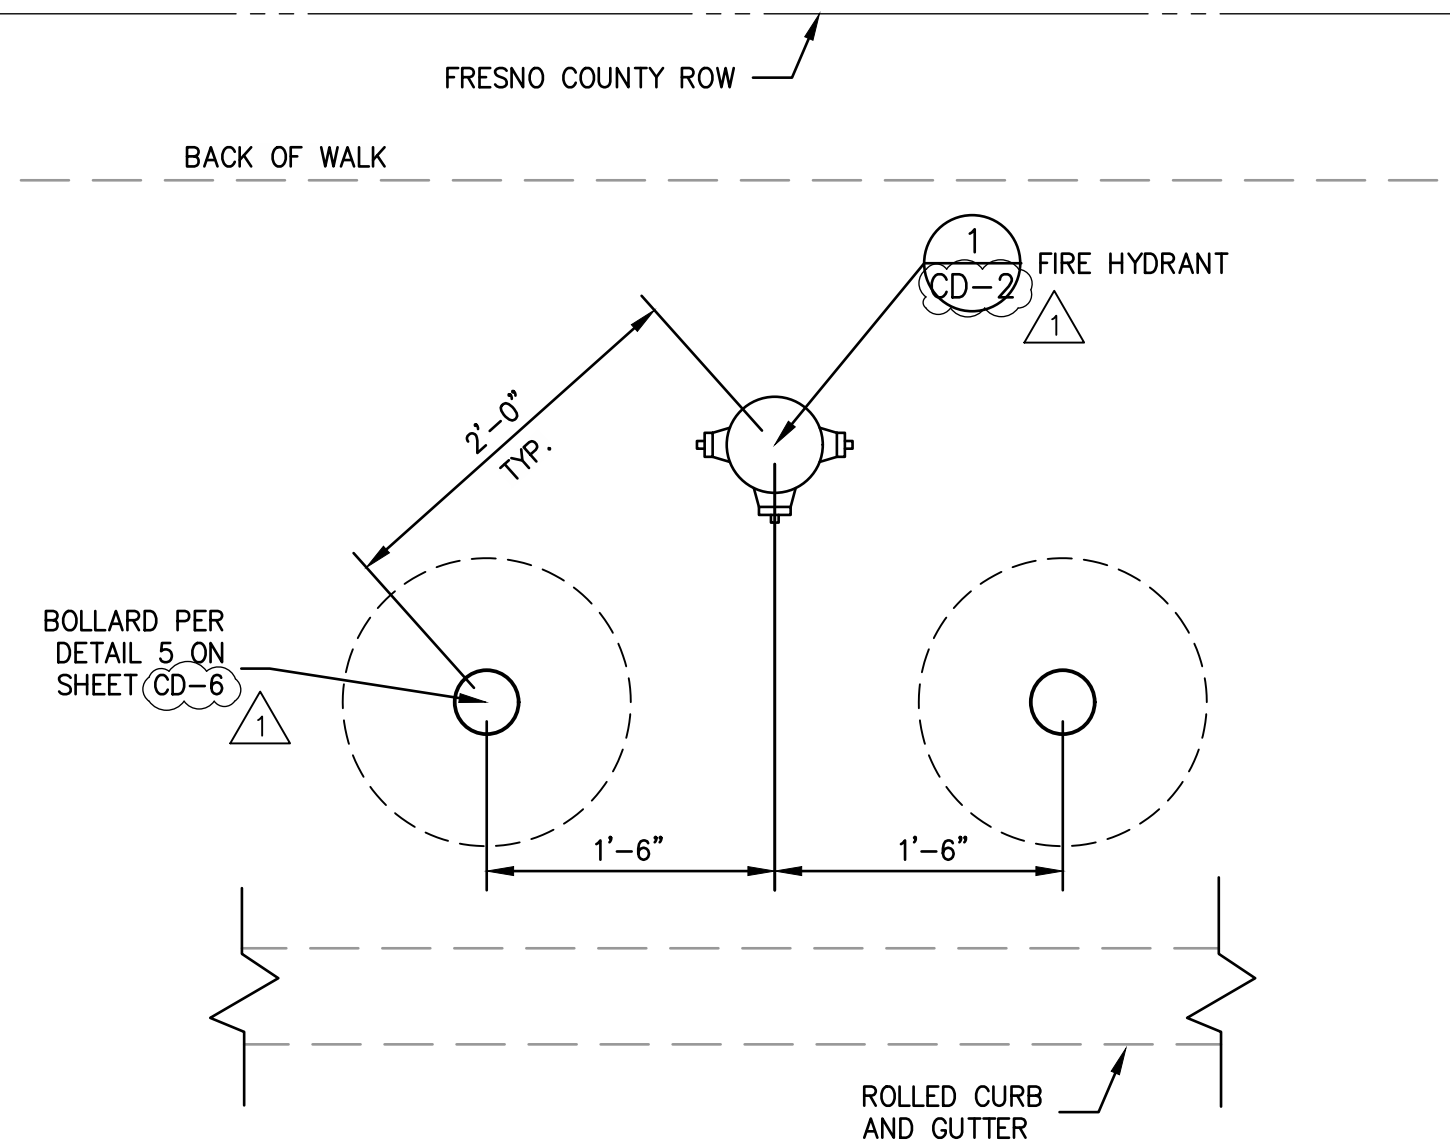 FRESNO COUNTY ROW
BACK OF WALK
1
CD-2
FIRE HYDRANT
1
2'-0"
TYP.
BOLLARD PER
DETAIL 5 ON
SHEET CD-6
1
1'-6"
1'-6"
ROLLED CURB
AND GUTTER